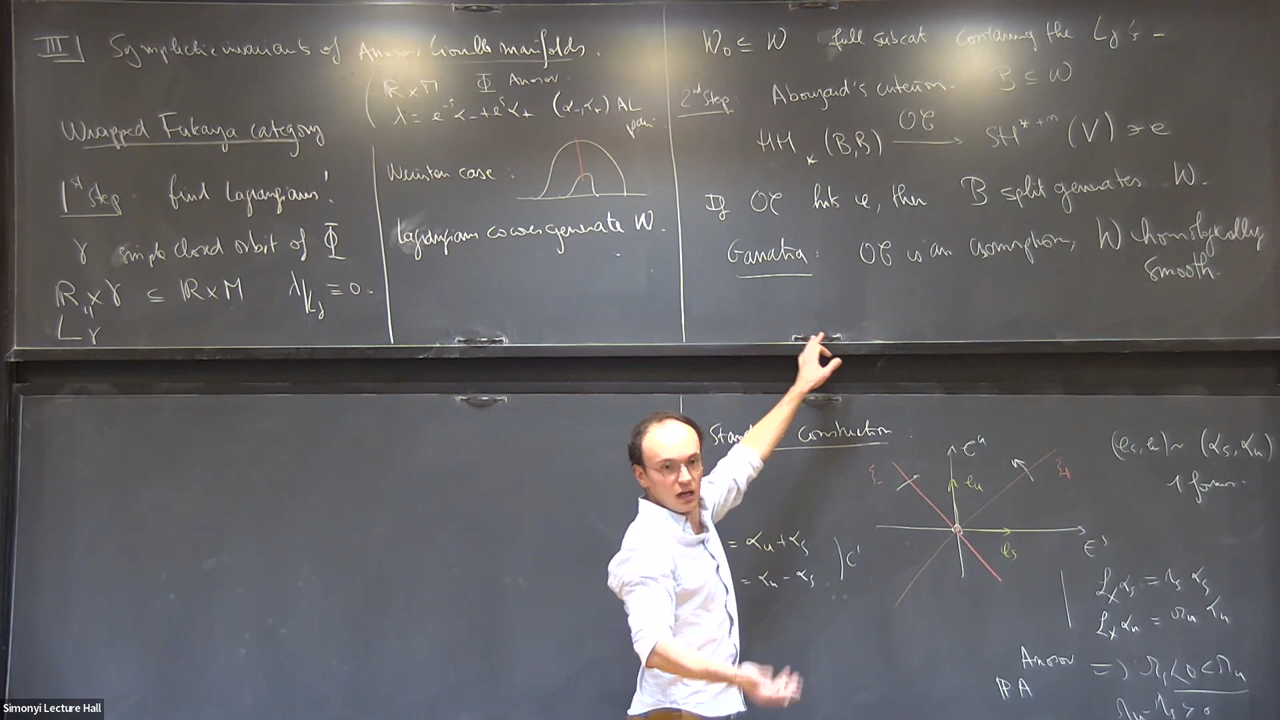 III] Symplectic invariants of Anosov Liouville manifolds.
ℝ×M Φ Anosov.
λ = e^{-s}α_- + e^{s}α_+ (α_-, α_+) AL pair.
Wrapped Fukaya category
1st Step find Lagrangians!
γ simple closed orbit of Φ
ℝ × γ ⊆ ℝ×M λ|_{L_γ} ≡ 0.
L_γ
Weinstein case:
Lagrangian cocores generate W.
W_0 ⊆ W full subcat containing the L_γ's –
2nd Step: Abouzaid's criterion. B ⊆ W
HH_*(B,B) —OC→ SH^{*+n}(V) ∋ e
If OC hits e, then B split generates W.
Ganatra: OC is an isomorphism, W homologically smooth.
Construction:
= α_u + α_s
= α_u - α_s ) C^1
ξ_- E^u ξ_+
e_u
e_s E^s
(e_s, e_u) ~ (α_s, α_u)
1 forms.
L_X α_s = r_s α_s
L_X α_u = r_u α_u
Anosov ⇒ r_s < 0 < r_u
PA r_u - r_s > 0
Simonyi Lecture Hall